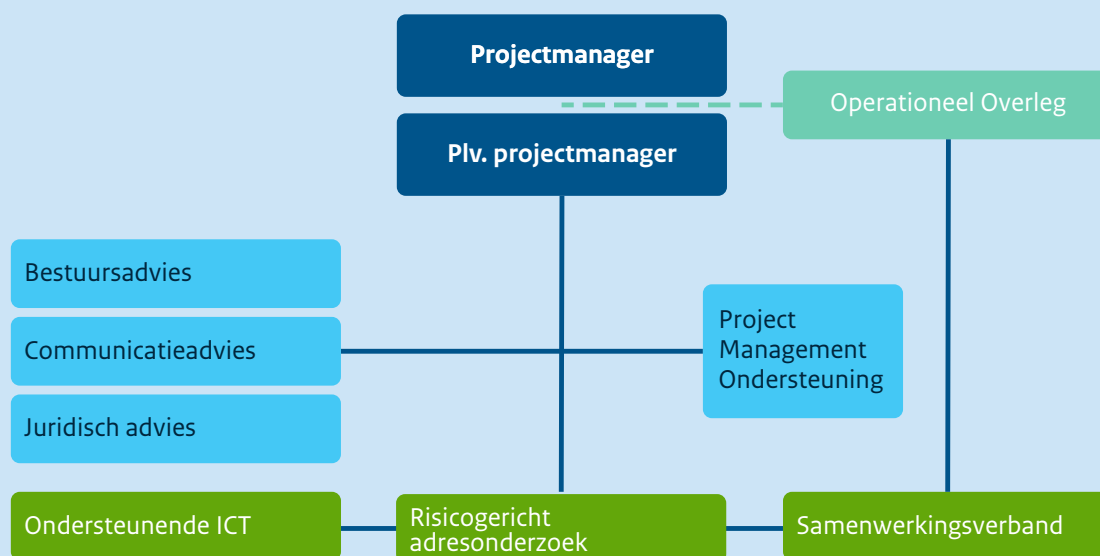 Projectmanager
Operationeel Overleg
Plv. projectmanager
Bestuursadvies
Communicatieadvies
Juridisch advies
Project
Management
Ondersteuning
Ondersteunende ICT
Risicogericht
adresonderzoek
Samenwerkingsverband